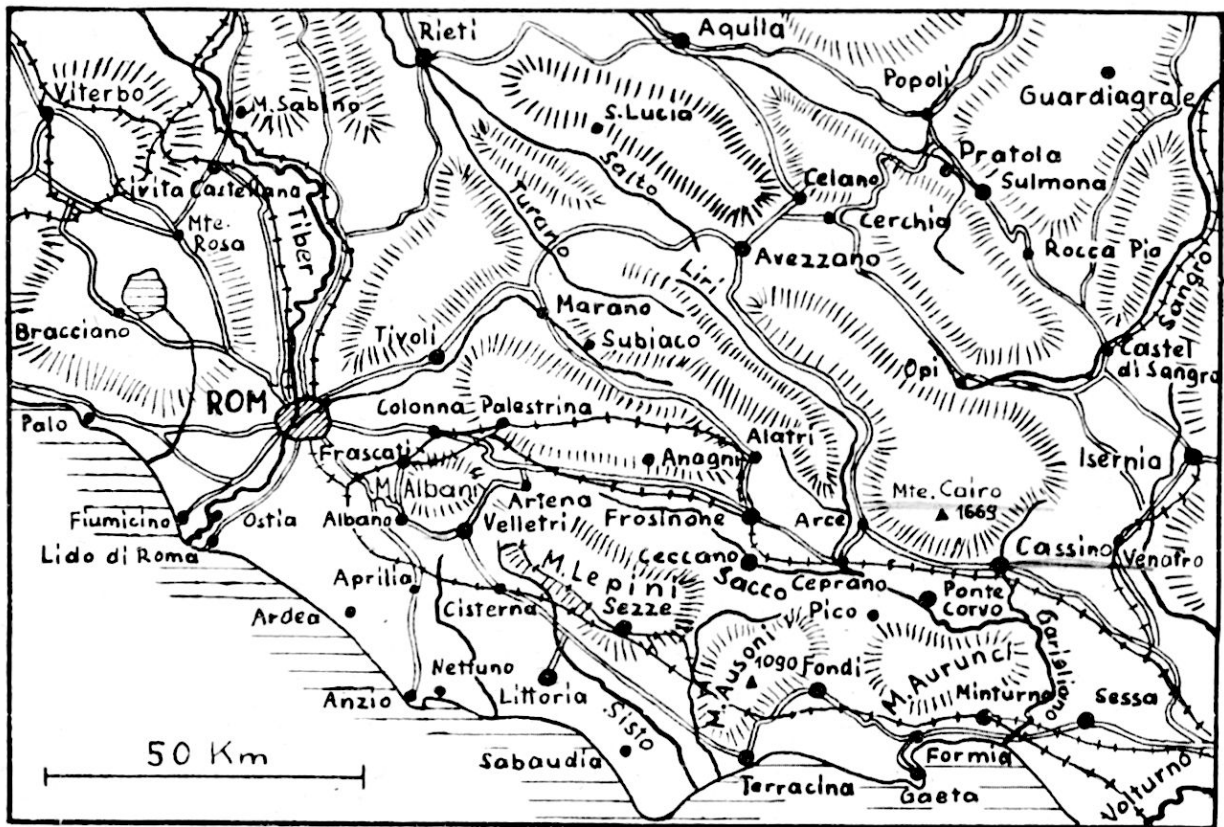 Rieti
Aquila
Viterbo
M. Sabino
Popoli
Guardiagrale
S. Lucia
Pratola
Salto
Civita Castellana
Celano
Sulmona
Turano
Cerchia
Tiber
Mte.
Rosa
Avezzano
Rocca Pia
Liri
Sangro
Marano
Bracciano
Tivoli
Subiaco
Opi
Castel
di Sangro
ROM
Colonna
Palestrina
Palo
Alatri
Frascati
Anagni
Isernia
M. Albani
Mte. Cairo
1669
Artena
Fiumicino
Ostia
Albano
Velletri
Frosinone
Arce
Lido di Roma
Ceccano
Cassino
Venafro
M. Lepini
Sacco
Ceprano
Aprilia
Cisterna
Sezze
Pico
Ponte
Corvo
Ardea
Garigliano
M. Ausoni
1090
Fondi
M. Aurunci
Nettuno
Littoria
Minturno
Sessa
Anzio
Sisto
50 Km
Sabaudia
Formia
Terracina
Gaeta
Volturno